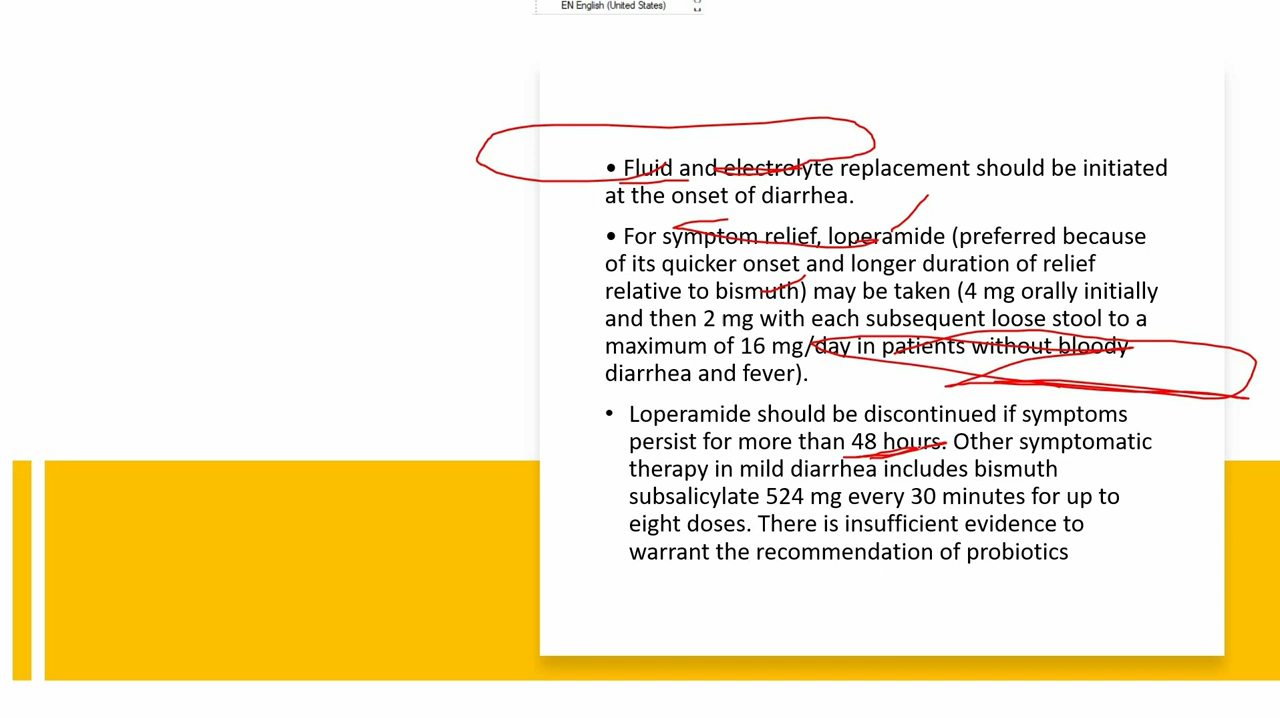 EN English (United States)
• Fluid and electrolyte replacement should be initiated
at the onset of diarrhea.
• For symptom relief, loperamide (preferred because
of its quicker onset and longer duration of relief
relative to bismuth) may be taken (4 mg orally initially
and then 2 mg with each subsequent loose stool to a
maximum of 16 mg/day in patients without bloody
diarrhea and fever).
• Loperamide should be discontinued if symptoms
persist for more than 48 hours. Other symptomatic
therapy in mild diarrhea includes bismuth
subsalicylate 524 mg every 30 minutes for up to
eight doses. There is insufficient evidence to
warrant the recommendation of probiotics